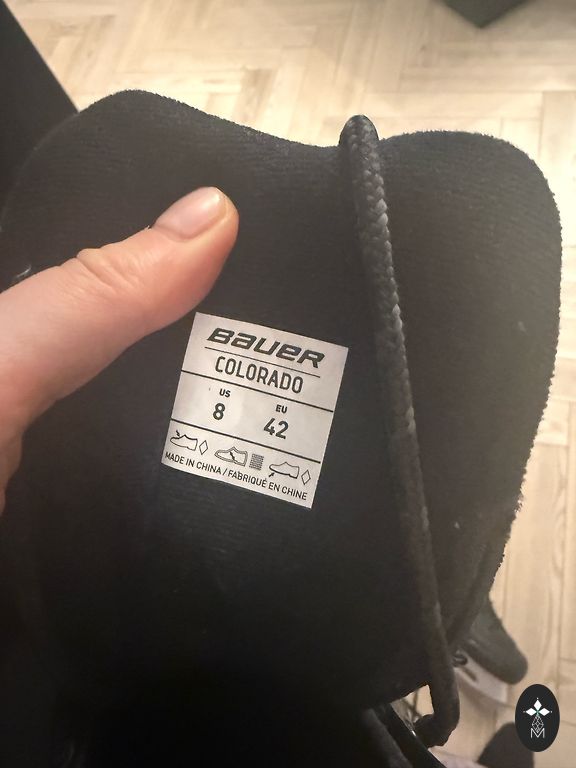 BAUER
COLORADO
US EU
8 42
MADE IN CHINA / FABRIQUÉ EN CHINE
M